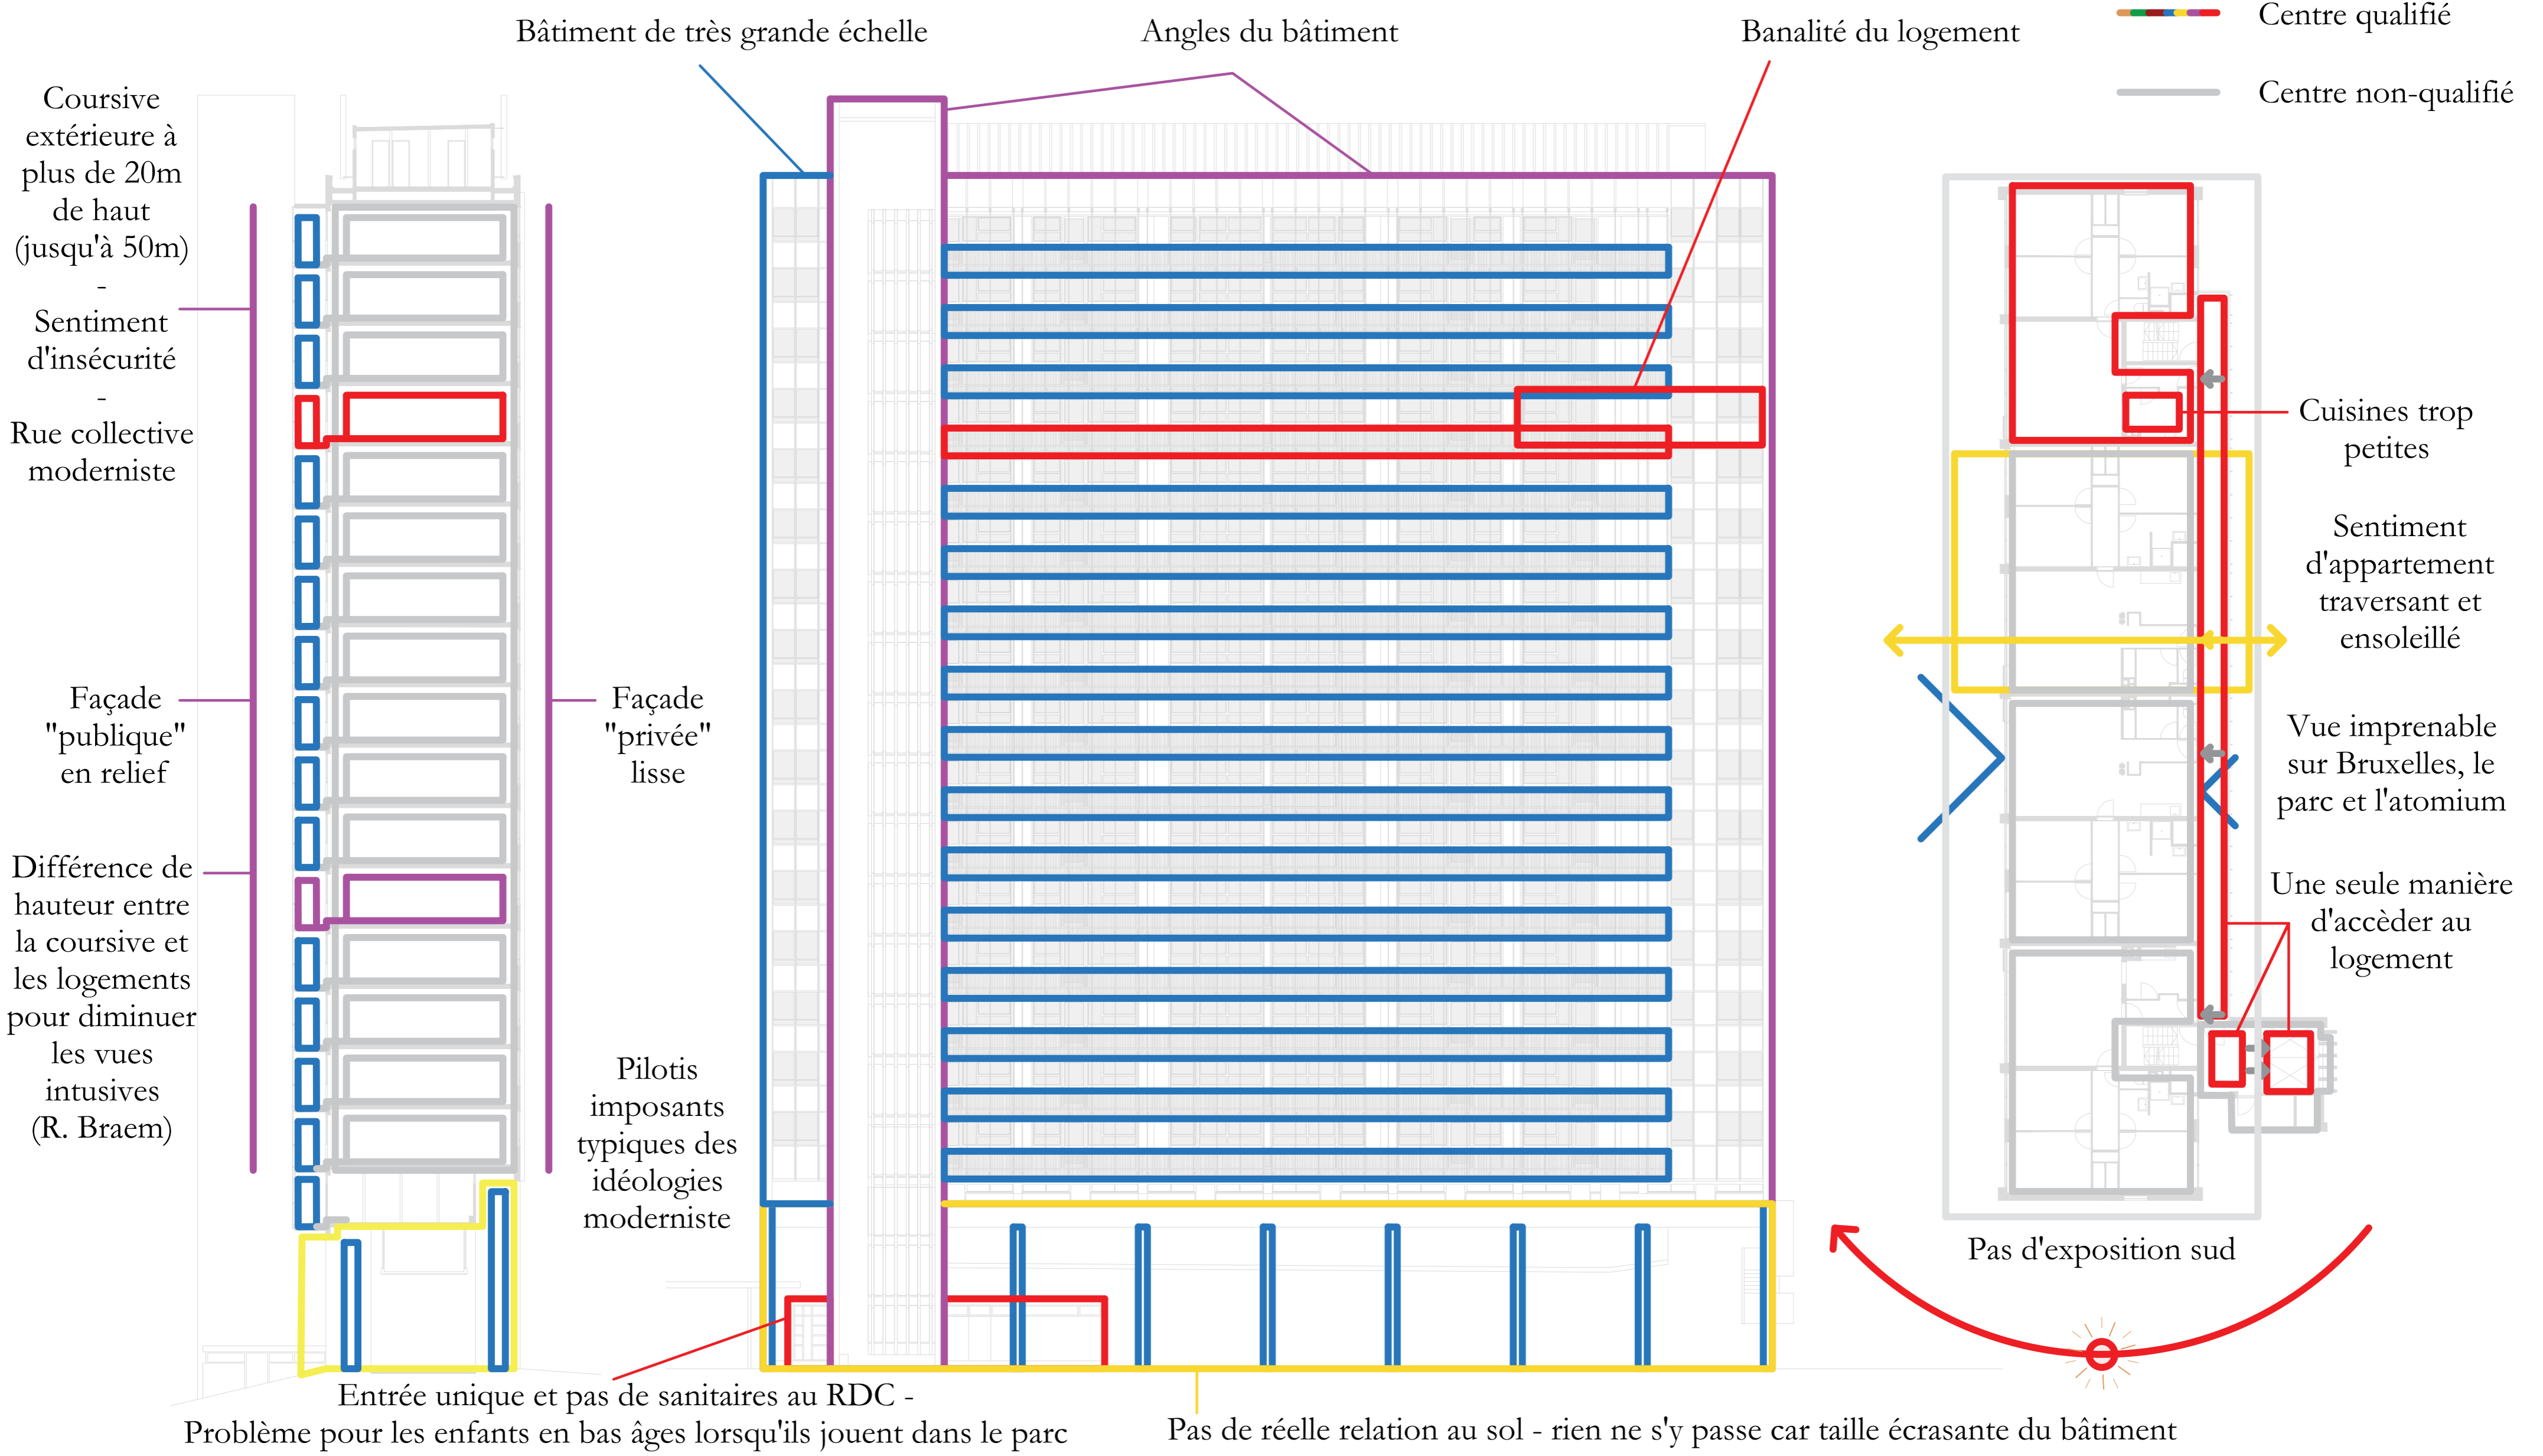 Bâtiment de très grande échelle
Angles du bâtiment
Banalité du logement
Centre qualifié
Centre non-qualifié
Coursive
extérieure à
plus de 20m
de haut
(jusqu'à 50m)
-
Sentiment
d'insécurité
-
Rue collective
moderniste
Façade
"publique"
en relief
Différence de
hauteur entre
la coursive et
les logements
pour diminuer
les vues
intusives
(R. Braem)
Façade
"privée"
lisse
Pilotis
imposants
typiques des
idéologies
moderniste
Cuisines trop
petites
Sentiment
d'appartement
traversant et
ensoleillé
Vue imprenable
sur Bruxelles, le
parc et l'atomium
Une seule manière
d'accèder au
logement
Pas d'exposition sud
Entrée unique et pas de sanitaires au RDC -
Problème pour les enfants en bas âges lorsqu'ils jouent dans le parc
Pas de réelle relation au sol - rien ne s'y passe car taille écrasante du bâtiment